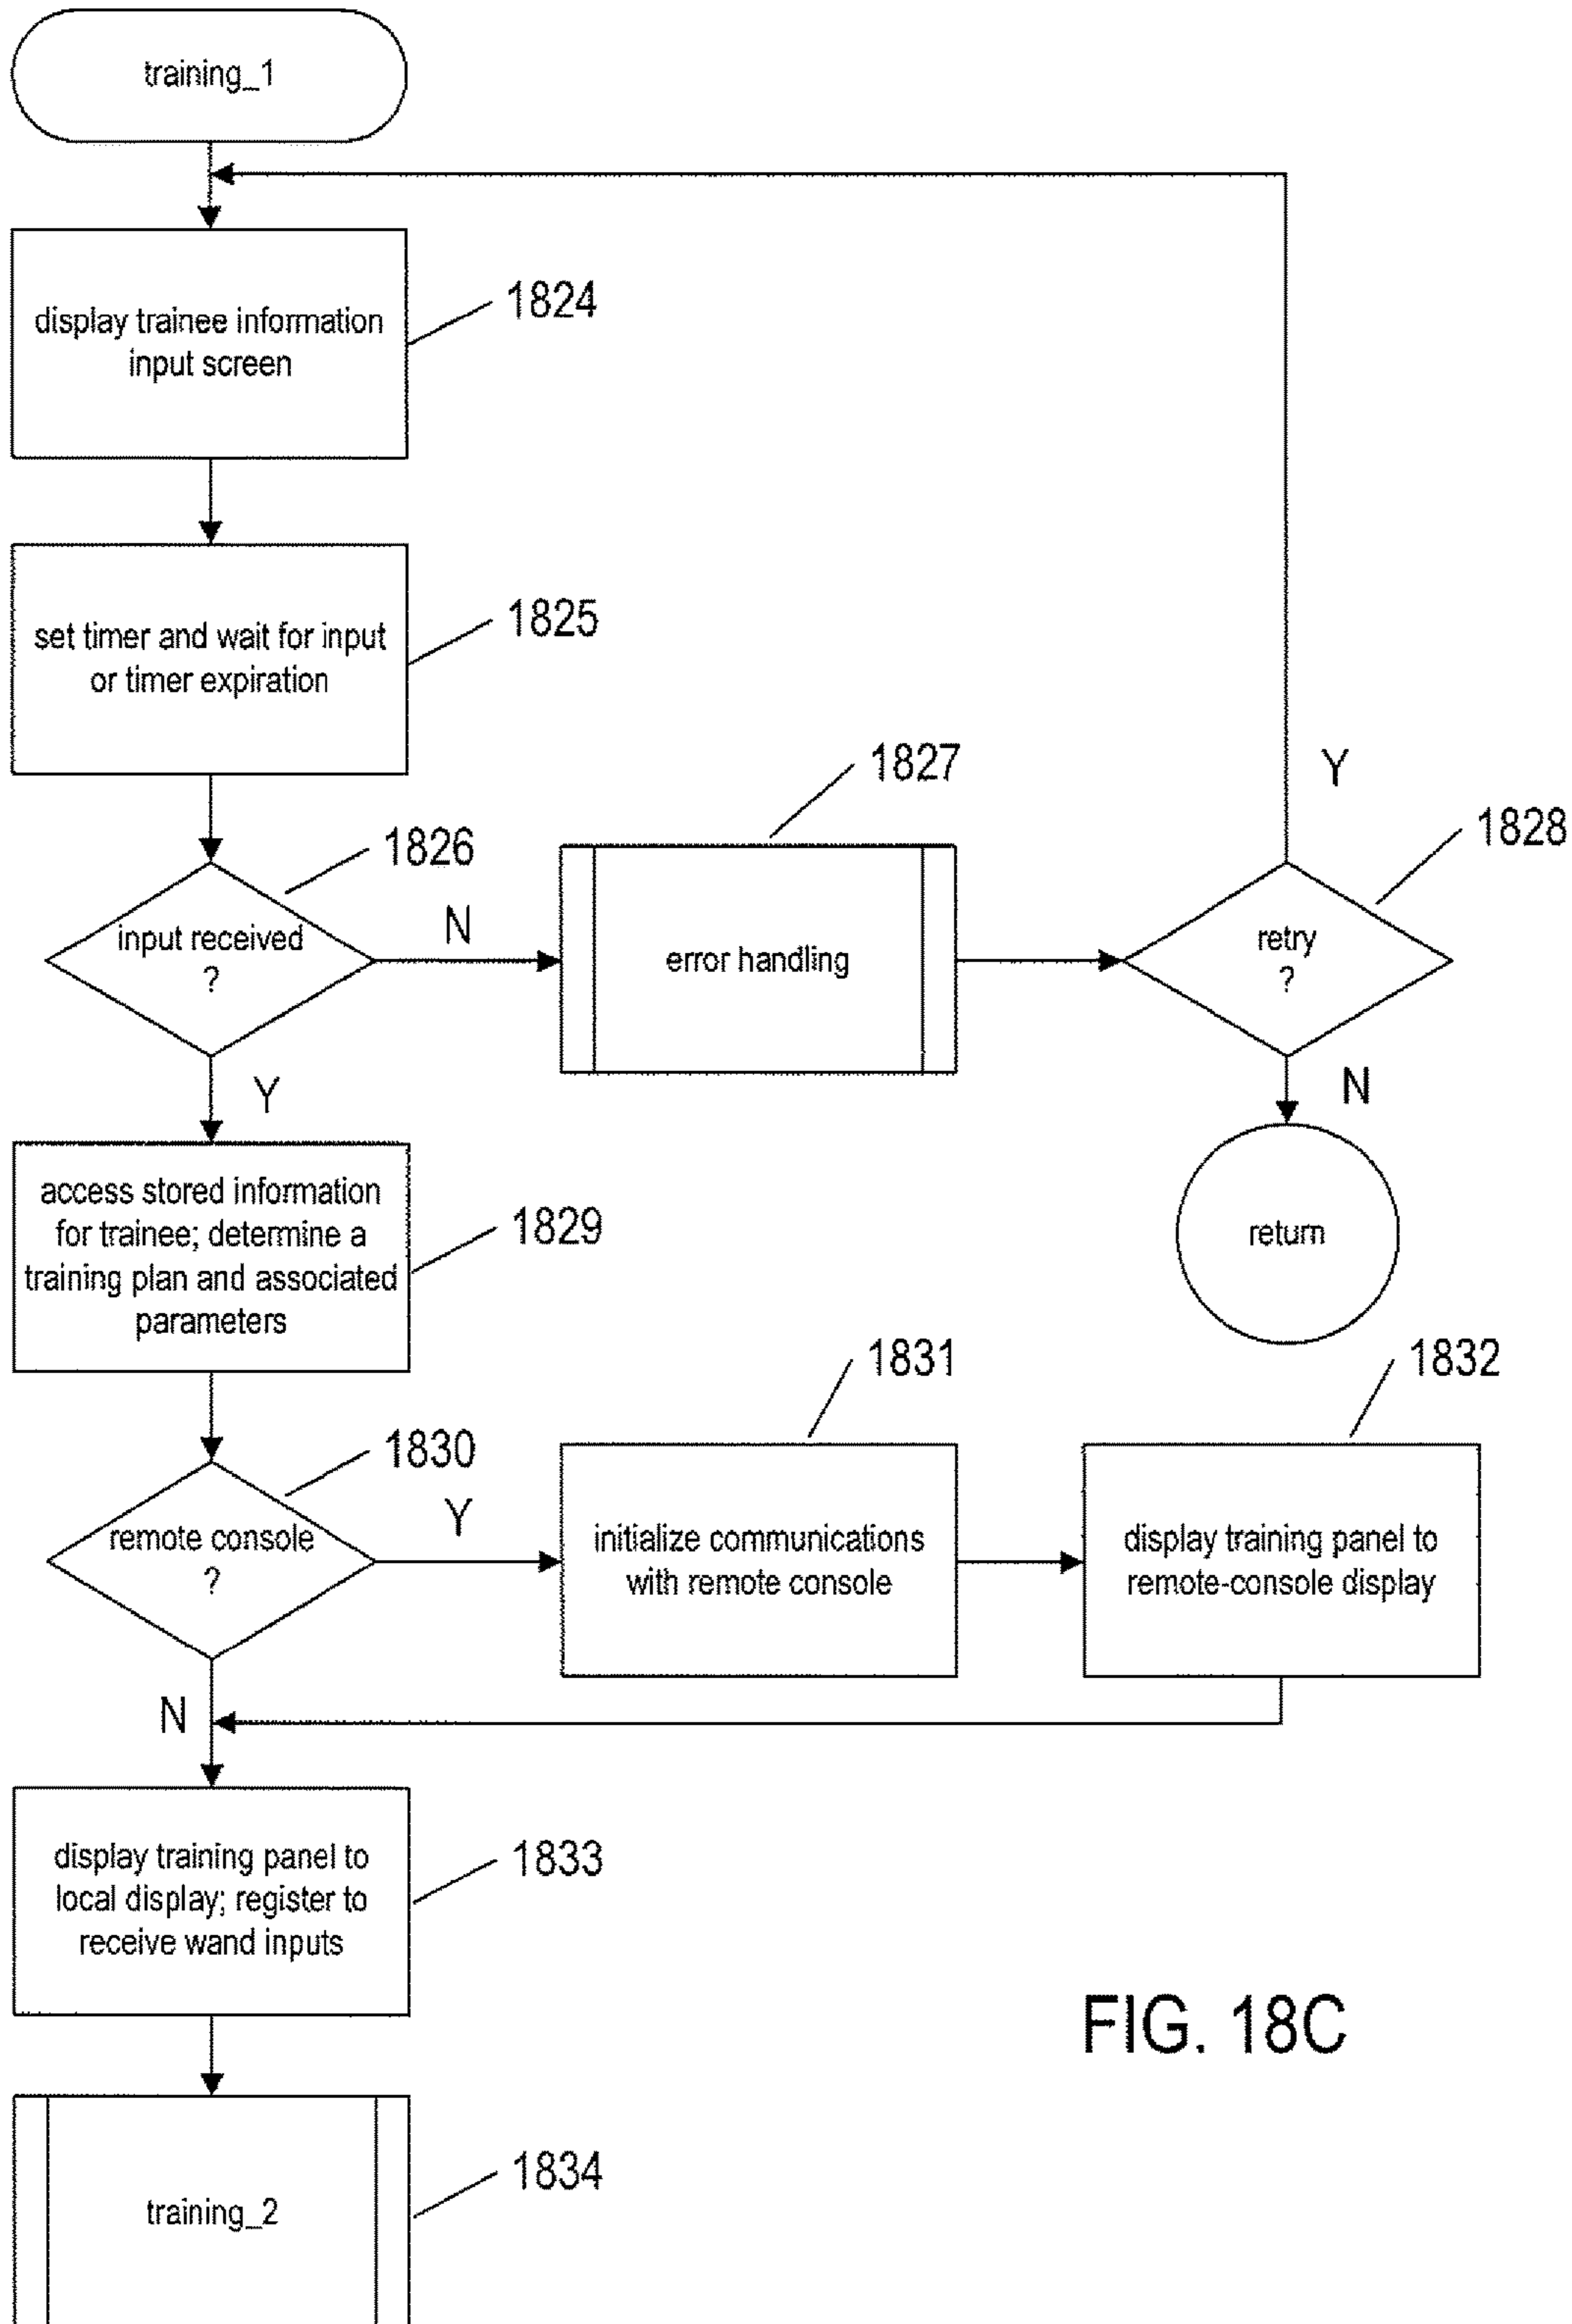 training_1
display trainee information
input screen
1824
set timer and wait for input
or timer expiration
1825
1826
input received
?
N
Y
1827
error handling
1828
retry
?
Y
N
return
access stored information
for trainee; determine a
training plan and associated
parameters
1829
1830
remote console
?
Y
N
1831
initialize communications
with remote console
1832
display training panel to
remote-console display
display training panel to
local display; register to
receive wand inputs
1833
training_2
1834
FIG. 18C